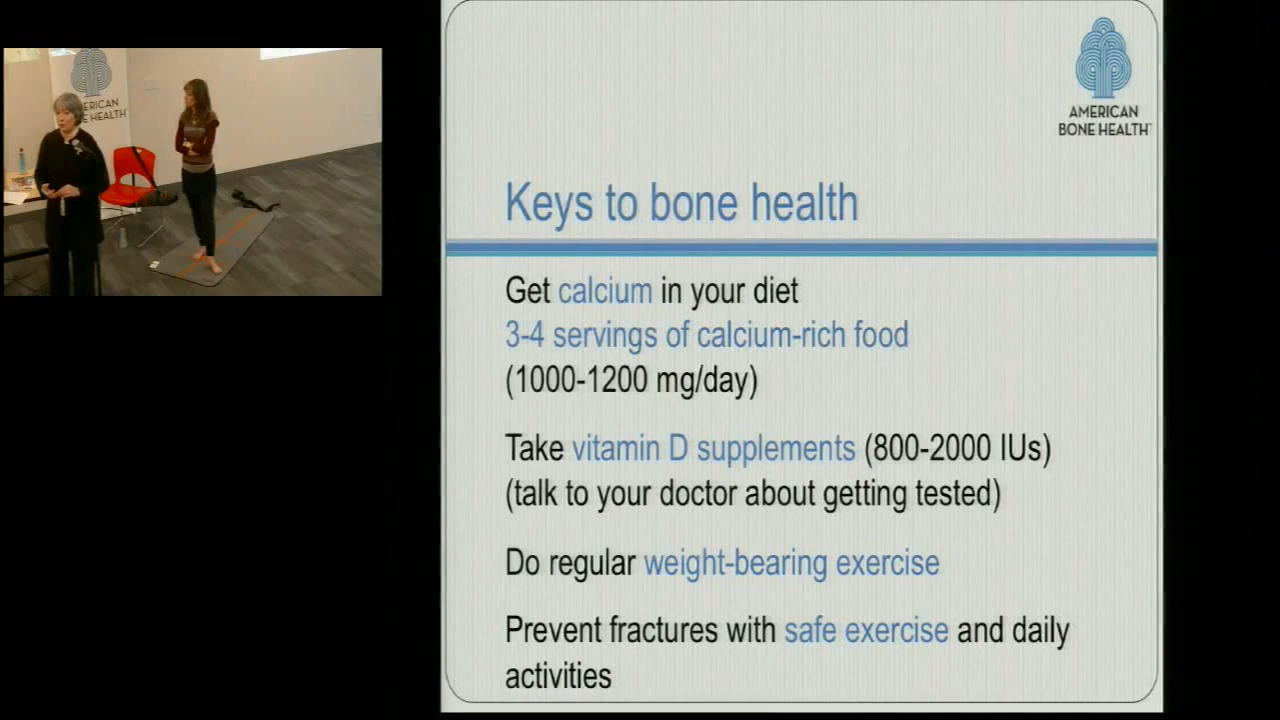 ERICAN
E HEALTH
AMERICAN
BONE HEALTH
Keys to bone health
Get calcium in your diet
3-4 servings of calcium-rich food
(1000-1200 mg/day)
Take vitamin D supplements (800-2000 IUs)
(talk to your doctor about getting tested)
Do regular weight-bearing exercise
Prevent fractures with safe exercise and daily
activities